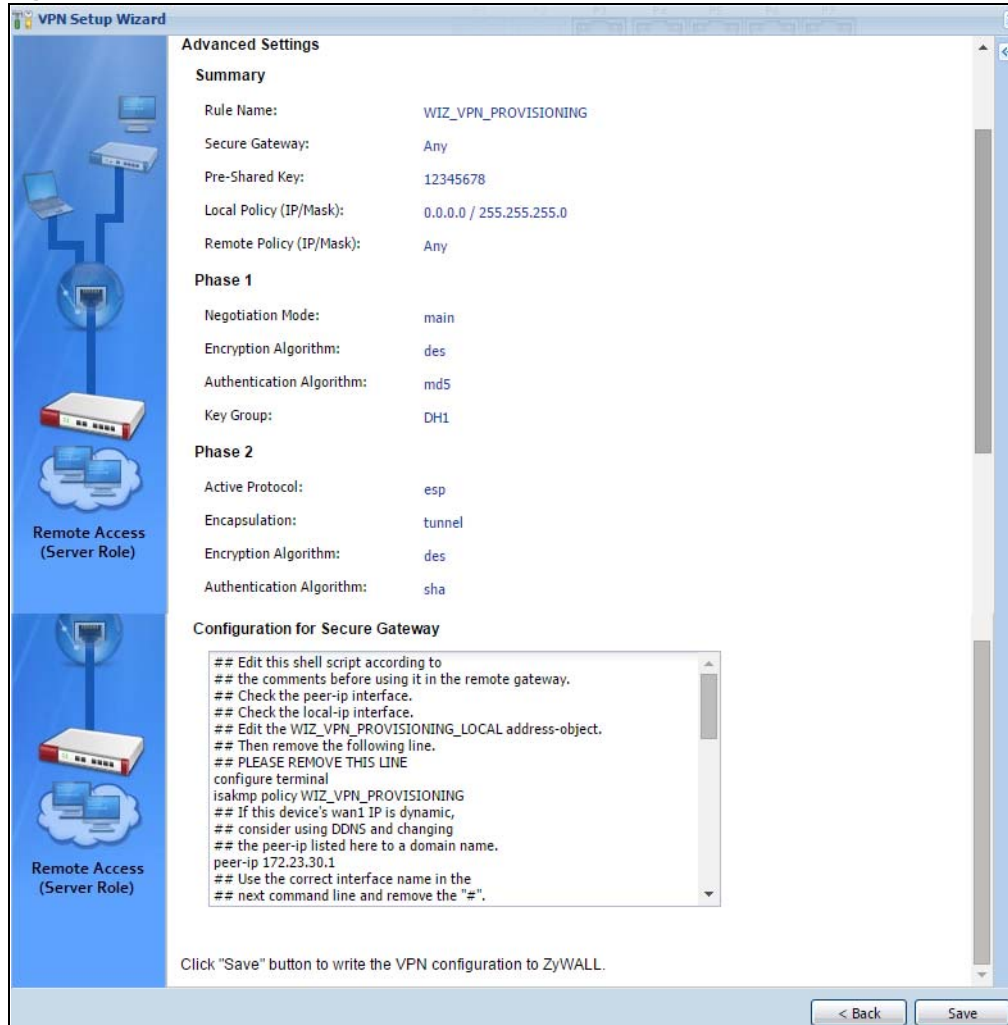 VPN Setup Wizard
Advanced Settings
Summary
Rule Name: WIZ_VPN_PROVISIONING
Secure Gateway: Any
Pre-Shared Key: 12345678
Local Policy (IP/Mask): 0.0.0.0 / 255.255.255.0
Remote Policy (IP/Mask): Any
Phase 1
Negotiation Mode: main
Encryption Algorithm: des
Authentication Algorithm: md5
Key Group: DH1
Phase 2
Active Protocol: esp
Encapsulation: tunnel
Encryption Algorithm: des
Authentication Algorithm: sha
Remote Access
(Server Role)
Configuration for Secure Gateway
## Edit this shell script according to
## the comments before using it in the remote gateway.
## Check the peer-ip interface.
## Check the local-ip interface.
## Edit the WIZ_VPN_PROVISIONING_LOCAL address-object.
## Then remove the following line.
## PLEASE REMOVE THIS LINE
configure terminal
isakmp policy WIZ_VPN_PROVISIONING
## If this device's wan1 IP is dynamic,
## consider using DDNS and changing
## the peer-ip listed here to a domain name.
peer-ip 172.23.30.1
## Use the correct interface name in the
## next command line and remove the "#".
Remote Access
(Server Role)
Click "Save" button to write the VPN configuration to ZyWALL.
< Back
Save